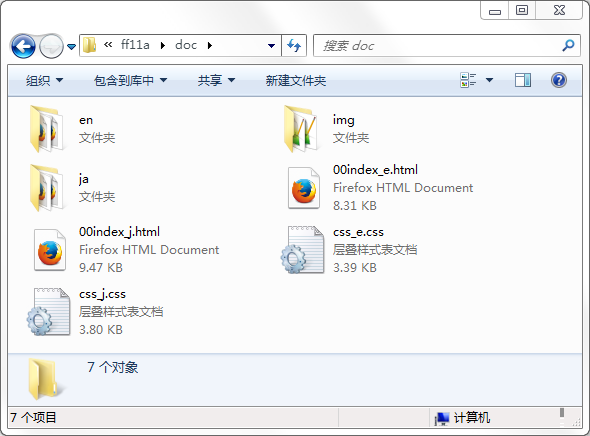 « ff11a ▸ doc ▸
搜索 doc
组织 包含到库中 共享 新建文件夹
en
文件夹
img
文件夹
ja
文件夹
00index_e.html
Firefox HTML Document
8.31 KB
00index_j.html
Firefox HTML Document
9.47 KB
css_e.css
层叠样式表文档
3.39 KB
css_j.css
层叠样式表文档
3.80 KB
7 个对象
7 个项目
计算机